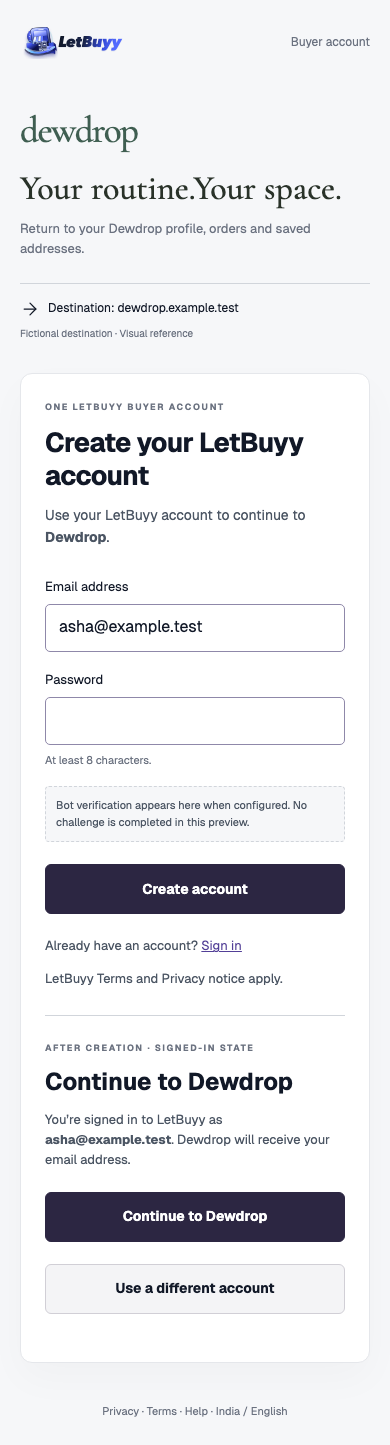 LetBuyy
Buyer account
dewdrop
Your routine.Your space.
Return to your Dewdrop profile, orders and saved
addresses.
→ Destination: dewdrop.example.test
Fictional destination · Visual reference
ONE LETBUYY BUYER ACCOUNT
Create your LetBuyy
account
Use your LetBuyy account to continue to
Dewdrop.
Email address
asha@example.test
Password
At least 8 characters.
Bot verification appears here when configured. No
challenge is completed in this preview.
Create account
Already have an account? Sign in
LetBuyy Terms and Privacy notice apply.
AFTER CREATION · SIGNED-IN STATE
Continue to Dewdrop
You’re signed in to LetBuyy as
asha@example.test. Dewdrop will receive your
email address.
Continue to Dewdrop
Use a different account
Privacy · Terms · Help · India / English